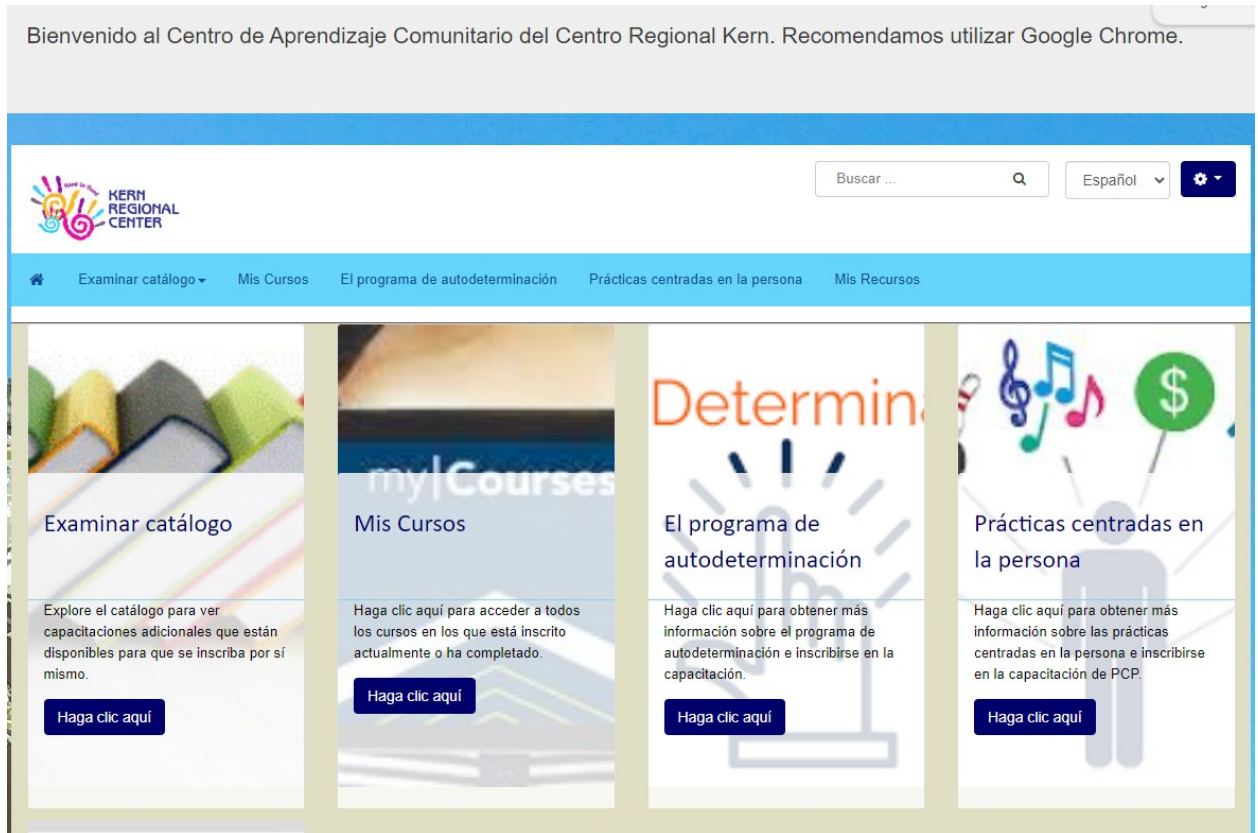 Bienvenido al Centro de Aprendizaje Comunitario del Centro Regional Kern. Recomendamos utilizar Google Chrome.
Hand in Hand
KERN
REGIONAL
CENTER
Buscar ...
Español
Examinar catálogo
Mis Cursos
El programa de autodeterminación
Prácticas centradas en la persona
Mis Recursos
my|Courses
Determina
$
Examinar catálogo
Explore el catálogo para ver
capacitaciones adicionales que están
disponibles para que se inscriba por sí
mismo.
Haga clic aquí
Mis Cursos
Haga clic aquí para acceder a todos
los cursos en los que está inscrito
actualmente o ha completado.
Haga clic aquí
El programa de
autodeterminación
Haga clic aquí para obtener más
información sobre el programa de
autodeterminación e inscribirse en la
capacitación.
Haga clic aquí
Prácticas centradas en
la persona
Haga clic aquí para obtener más
información sobre las prácticas
centradas en la persona e inscribirse
en la capacitación de PCP.
Haga clic aquí